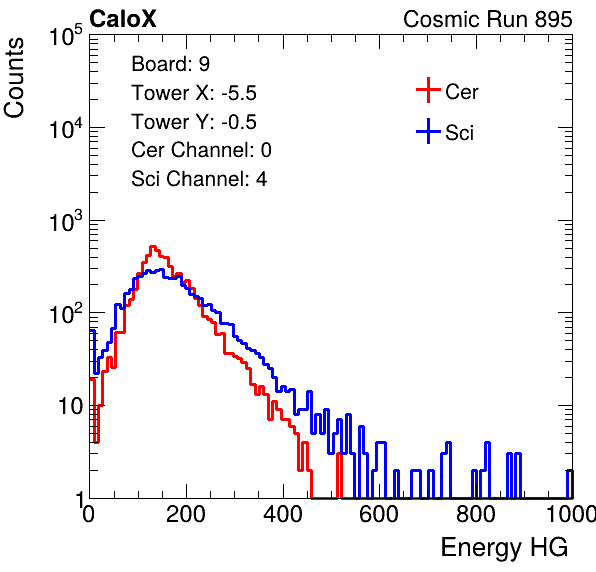 CaloX Cosmic Run 895
Counts
10^5
10^4
10^3
10^2
10
1
Board: 9
Tower X: -5.5
Tower Y: -0.5
Cer Channel: 0
Sci Channel: 4
Cer
Sci
0 200 400 600 800 1000
Energy HG